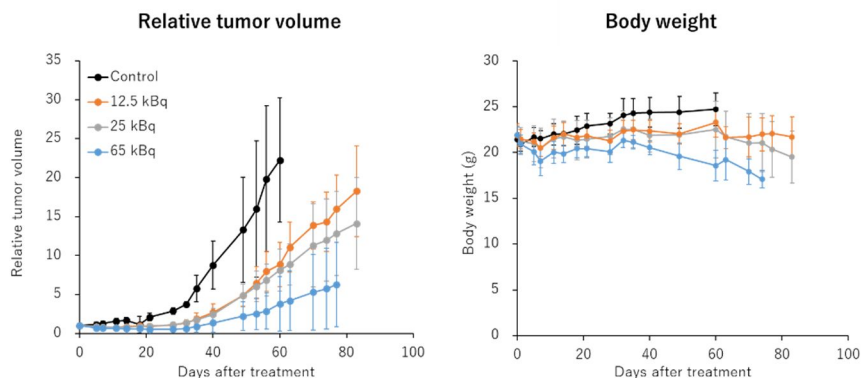 Relative tumor volume
35
30
25
20
15
10
5
0
Relative tumor volume
Control
12.5 kBq
25 kBq
65 kBq
0 20 40 60 80 100
Days after treatment
Body weight
30
25
20
15
10
5
0
Body weight (g)
0 20 40 60 80 100
Days after treatment